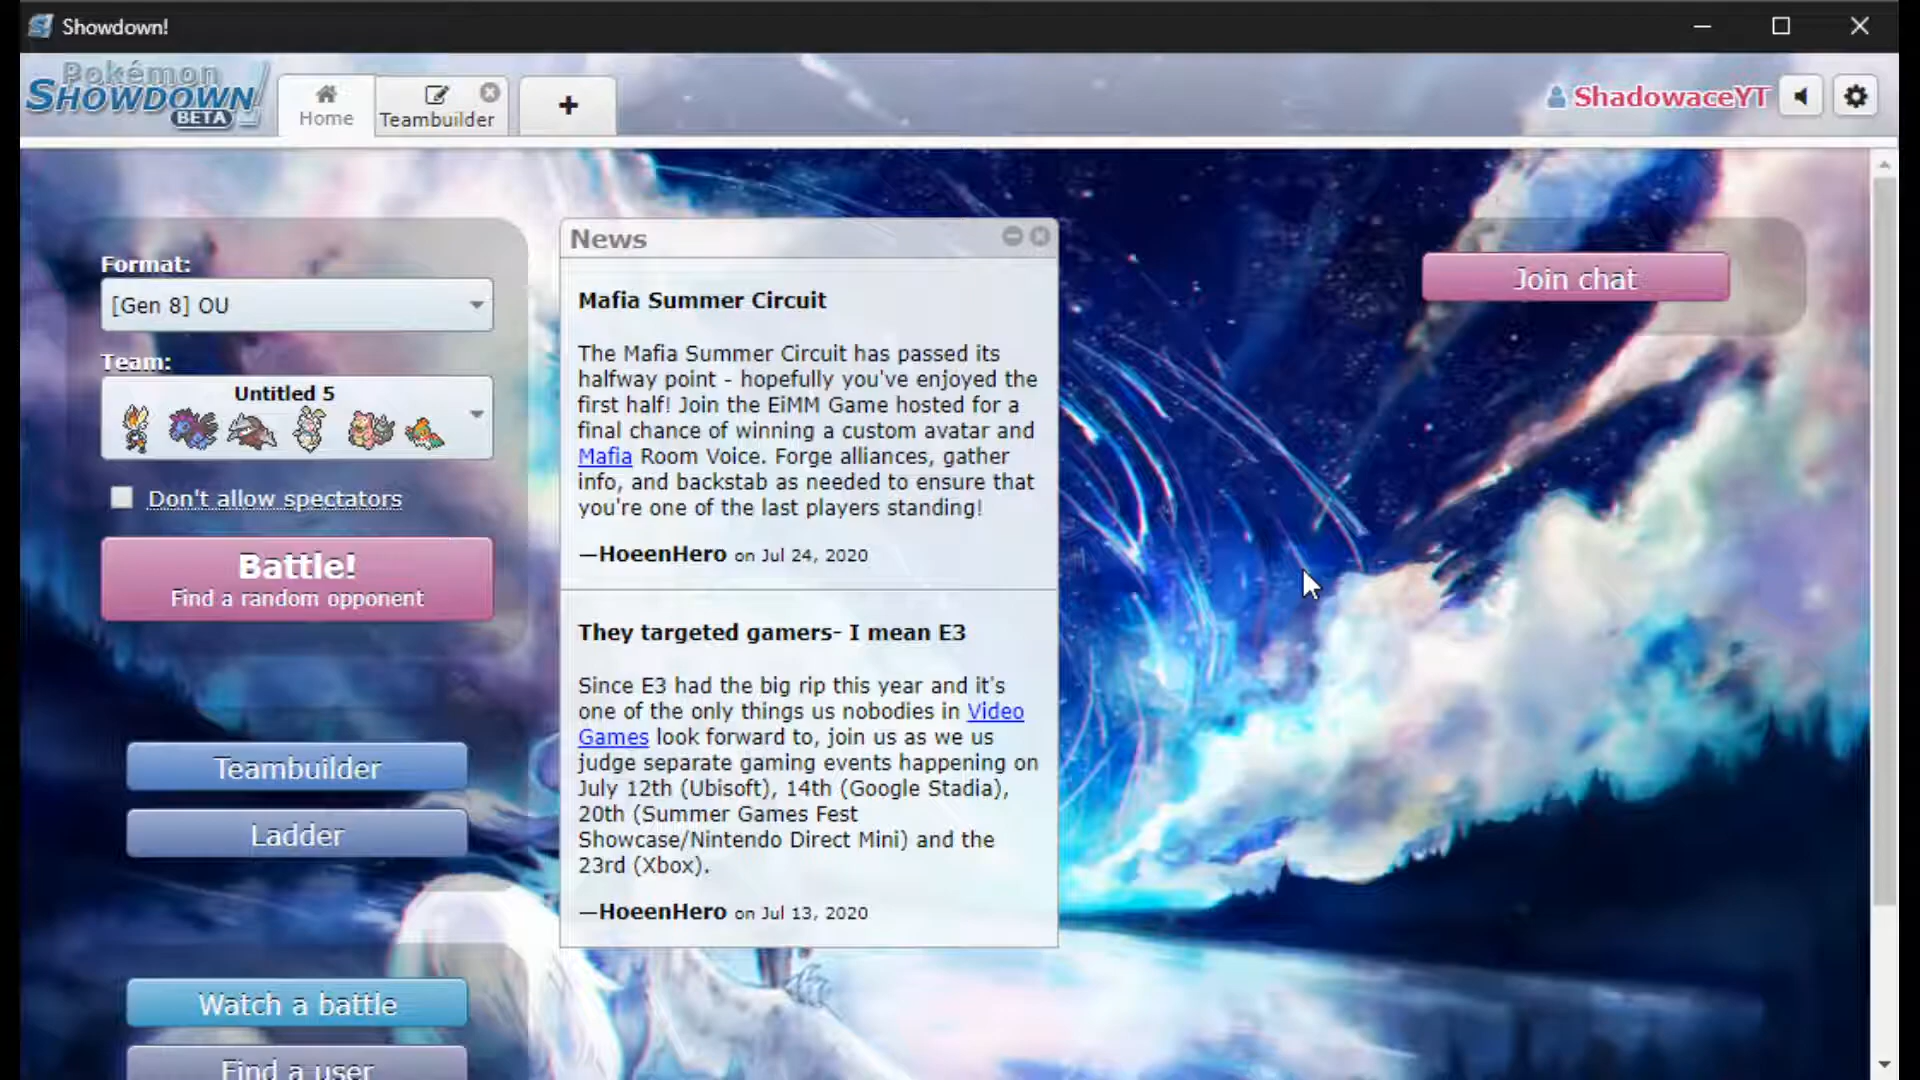 Showdown!
Pokémon
SHOWDOWN!
BETA
Home
Teambuilder
+
ShadowaceYT
Format:
[Gen 8] OU
Team:
Untitled 5
Don't allow spectators
Battle!
Find a random opponent
Teambuilder
Ladder
Watch a battle
Find a user
News
Mafia Summer Circuit
The Mafia Summer Circuit has passed its
halfway point - hopefully you've enjoyed the
first half! Join the EiMM Game hosted for a
final chance of winning a custom avatar and
Mafia Room Voice. Forge alliances, gather
info, and backstab as needed to ensure that
you're one of the last players standing!
—HoeenHero on Jul 24, 2020
They targeted gamers- I mean E3
Since E3 had the big rip this year and it's
one of the only things us nobodies in Video
Games look forward to, join us as we us
judge separate gaming events happening on
July 12th (Ubisoft), 14th (Google Stadia),
20th (Summer Games Fest
Showcase/Nintendo Direct Mini) and the
23rd (Xbox).
—HoeenHero on Jul 13, 2020
Join chat